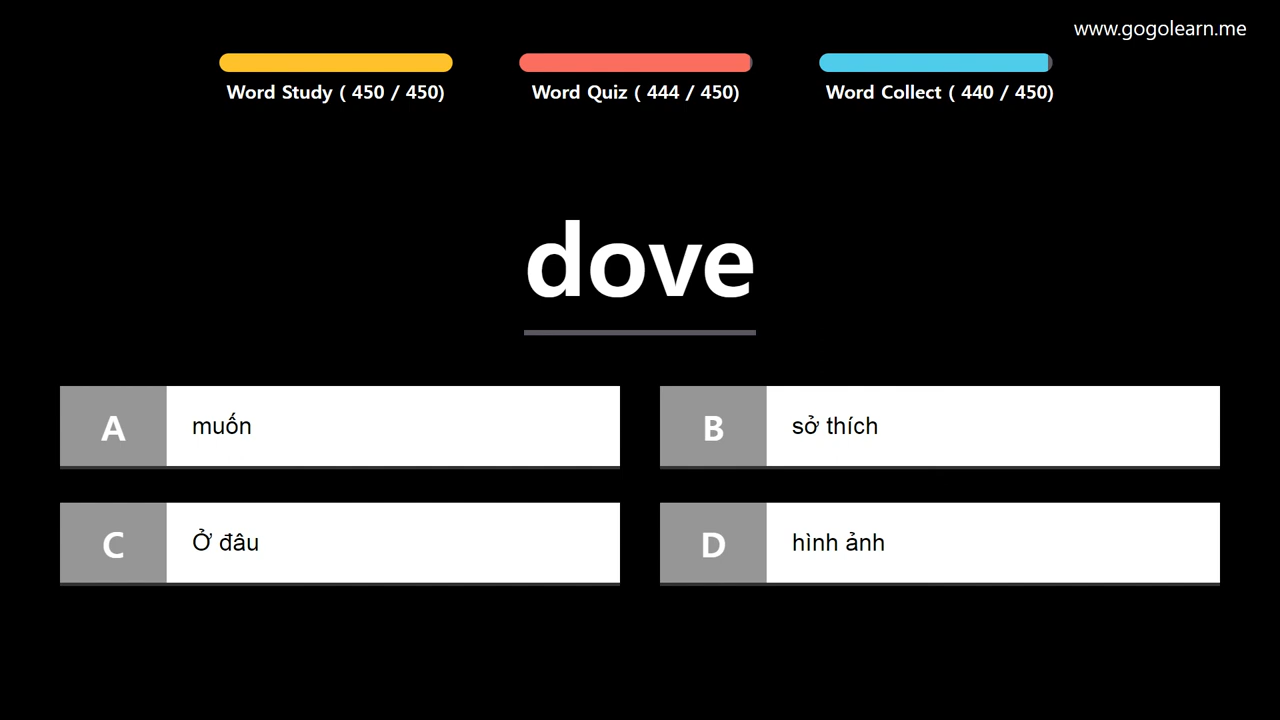 www.gogolearn.me
Word Study ( 450 / 450)
Word Quiz ( 444 / 450)
Word Collect ( 440 / 450)
dove
A muốn
B sở thích
C Ở đâu
D hình ảnh